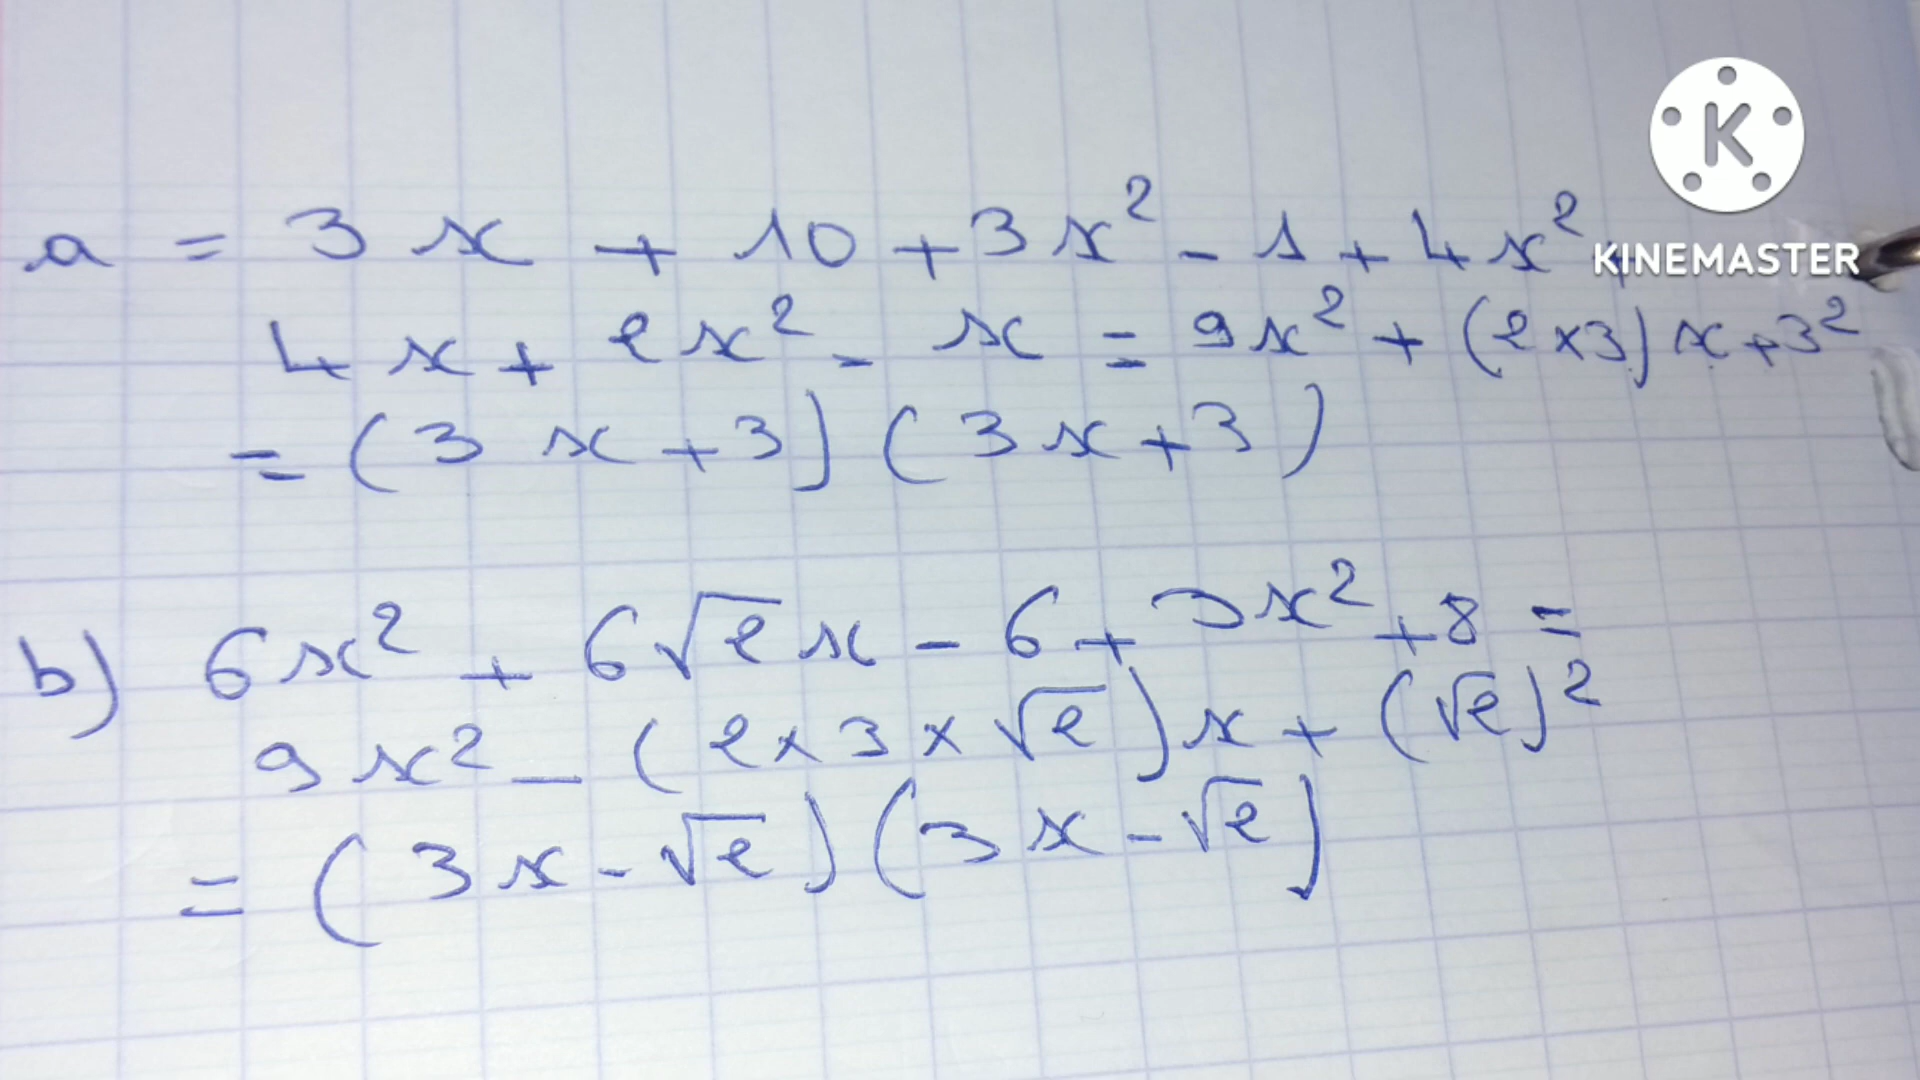 a = 3x + 10 + 3x² - 1 + 4x² +
4x + 2x² - x = 9x² + (2×3)x + 3²
= (3x+3)(3x+3)
b) 6x² + 6√2x - 6 + 3x² + 8 =
9x² - (2×3×√2)x + (√2)²
= (3x-√2)(3x-√2)
K
KINEMASTER